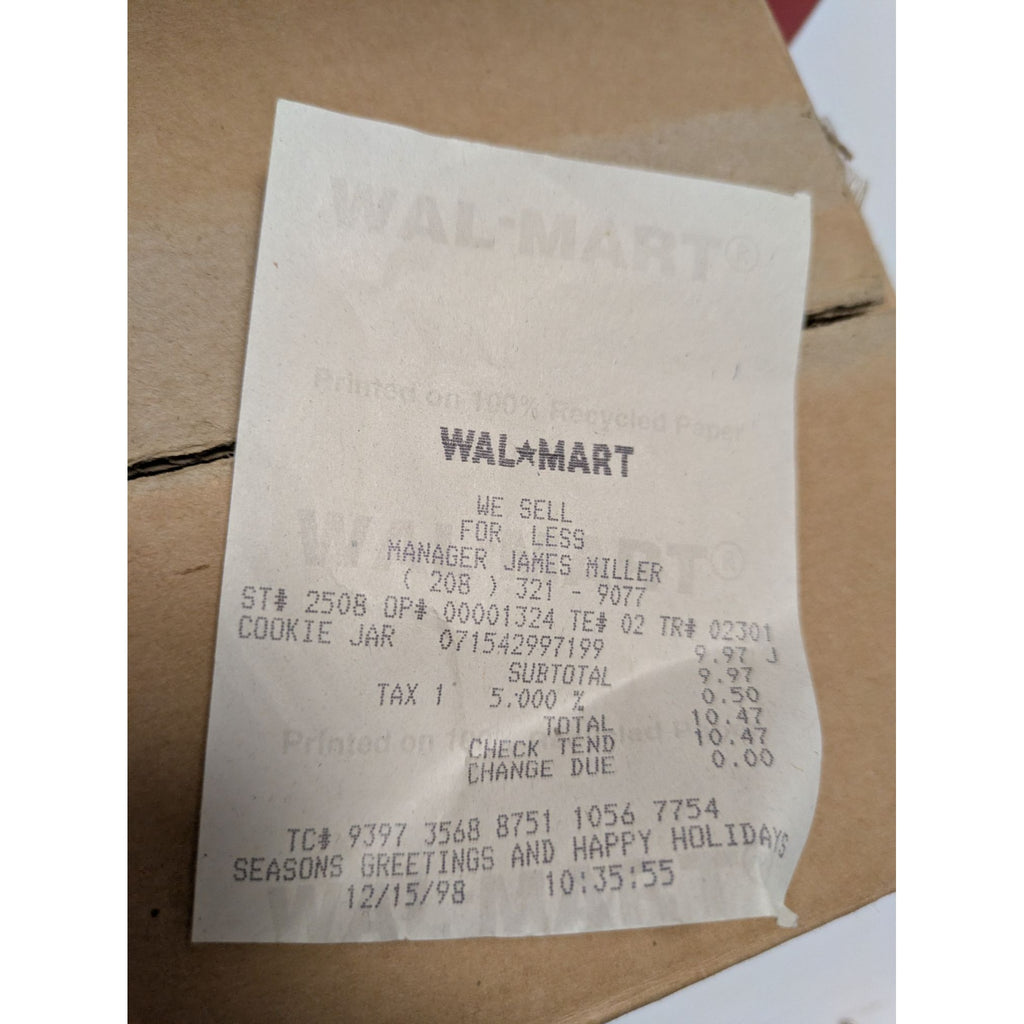 WAL-MART®
Printed on 100% Recycled Paper
WAL★MART
WE SELL
FOR LESS
MANAGER JAMES MILLER
( 208 ) 321 - 9077
ST# 2508 OP# 00001324 TE# 02 TR# 02301
COOKIE JAR 071542997199 9.97 J
SUBTOTAL 9.97
TAX 1 5.000 % 0.50
TOTAL 10.47
CHECK TEND 10.47
CHANGE DUE 0.00
TC# 9397 3568 8751 1056 7754
SEASONS GREETINGS AND HAPPY HOLIDAYS
12/15/98 10:35:55